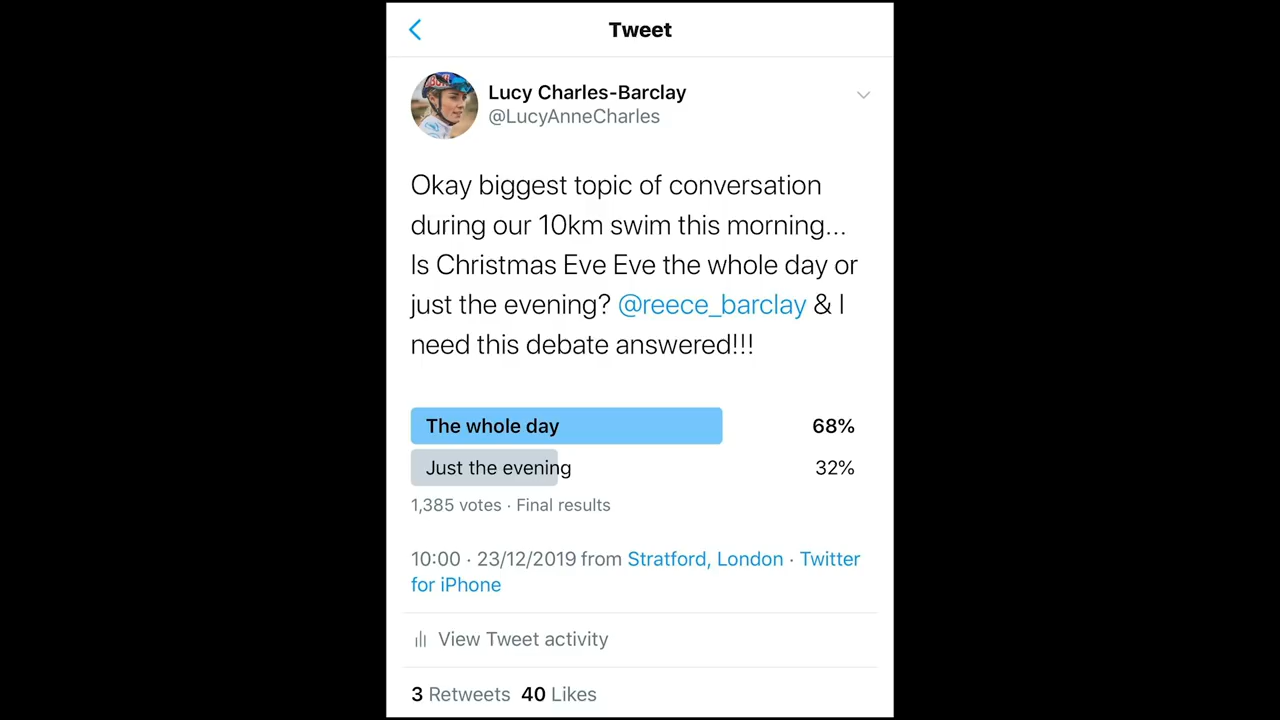 Tweet
Lucy Charles-Barclay
@LucyAnneCharles
Okay biggest topic of conversation
during our 10km swim this morning...
Is Christmas Eve Eve the whole day or
just the evening? @reece_barclay & I
need this debate answered!!!
The whole day 68%
Just the evening 32%
1,385 votes · Final results
10:00 · 23/12/2019 from Stratford, London · Twitter
for iPhone
View Tweet activity
3 Retweets 40 Likes